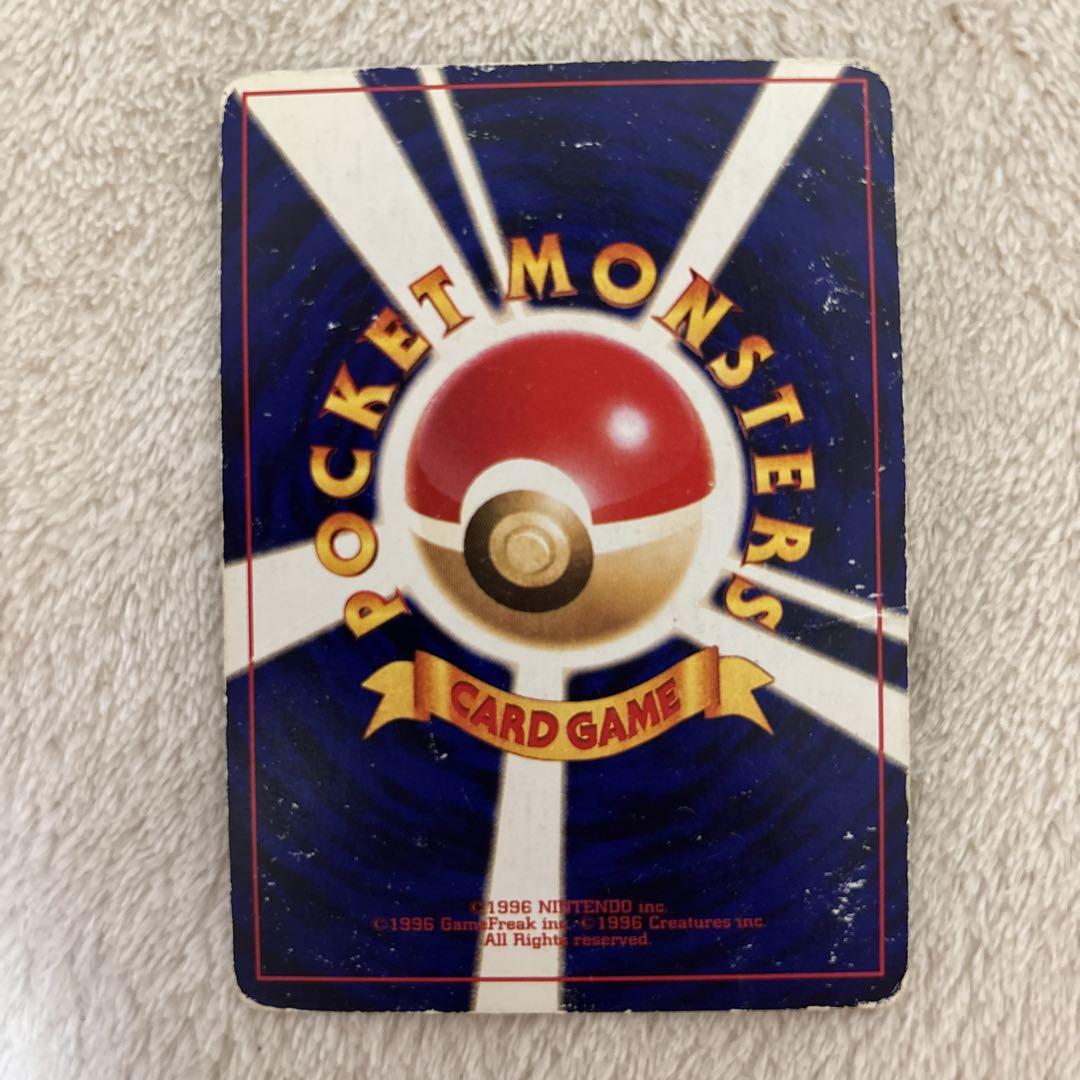 POCKET MONSTERS
CARD GAME
©1996 NINTENDO inc.
©1996 GameFreak inc. ©1996 Creatures inc.
All Rights reserved.